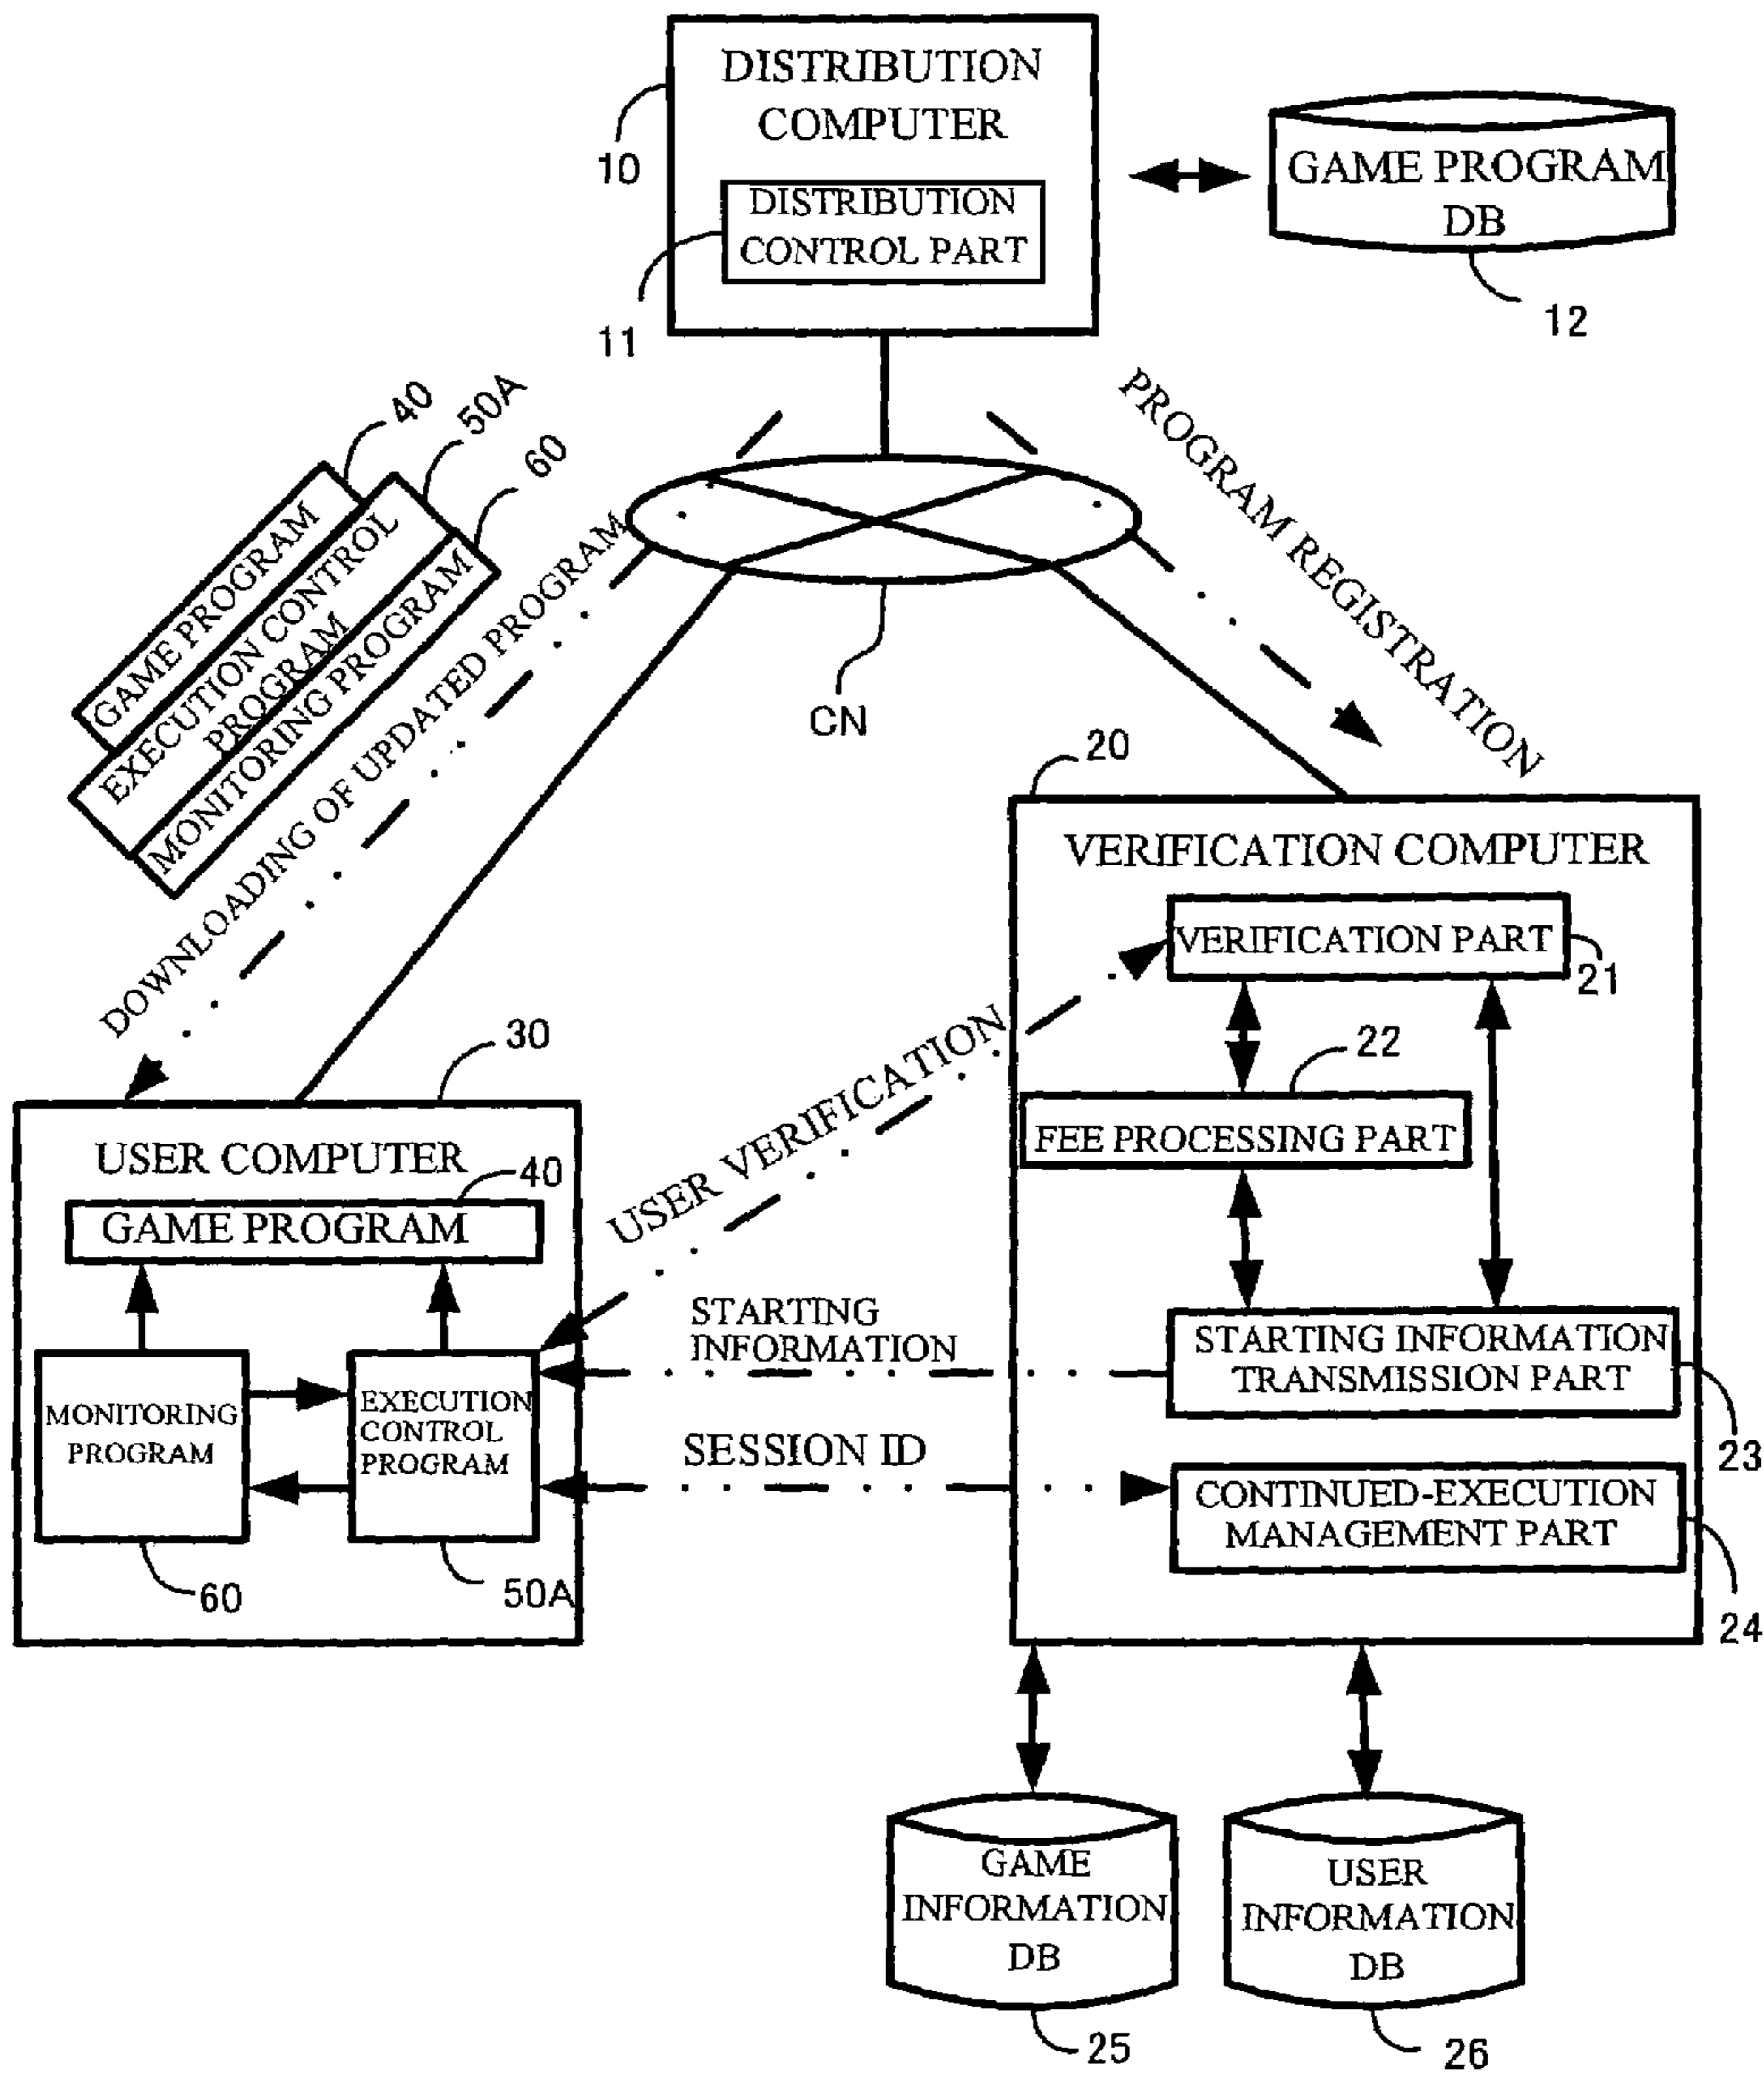 DISTRIBUTION
COMPUTER
10
DISTRIBUTION
CONTROL PART
11
GAME PROGRAM
DB
12
40
50A
60
GAME PROGRAM
EXECUTION CONTROL
PROGRAM
MONITORING PROGRAM
DOWNLOADING OF UPDATED PROGRAM
PROGRAM REGISTRATION
CN
20
VERIFICATION COMPUTER
VERIFICATION PART
21
22
FEE PROCESSING PART
STARTING INFORMATION
TRANSMISSION PART
23
CONTINUED-EXECUTION
MANAGEMENT PART
24
USER VERIFICATION
STARTING
INFORMATION
SESSION ID
30
USER COMPUTER
40
GAME PROGRAM
MONITORING
PROGRAM
EXECUTION
CONTROL
PROGRAM
60
50A
GAME
INFORMATION
DB
25
USER
INFORMATION
DB
26